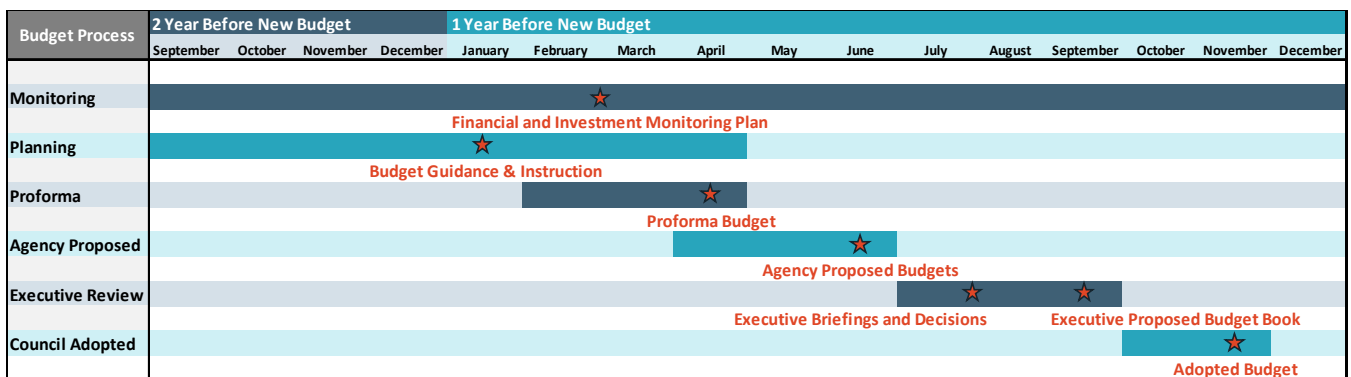 Budget Process
2 Year Before New Budget 1 Year Before New Budget
September October November December January February March April May June July August September October November December
Monitoring
Financial and Investment Monitoring Plan
Planning
Budget Guidance & Instruction
Proforma
Proforma Budget
Agency Proposed
Agency Proposed Budgets
Executive Review
Executive Briefings and Decisions Executive Proposed Budget Book
Council Adopted
Adopted Budget